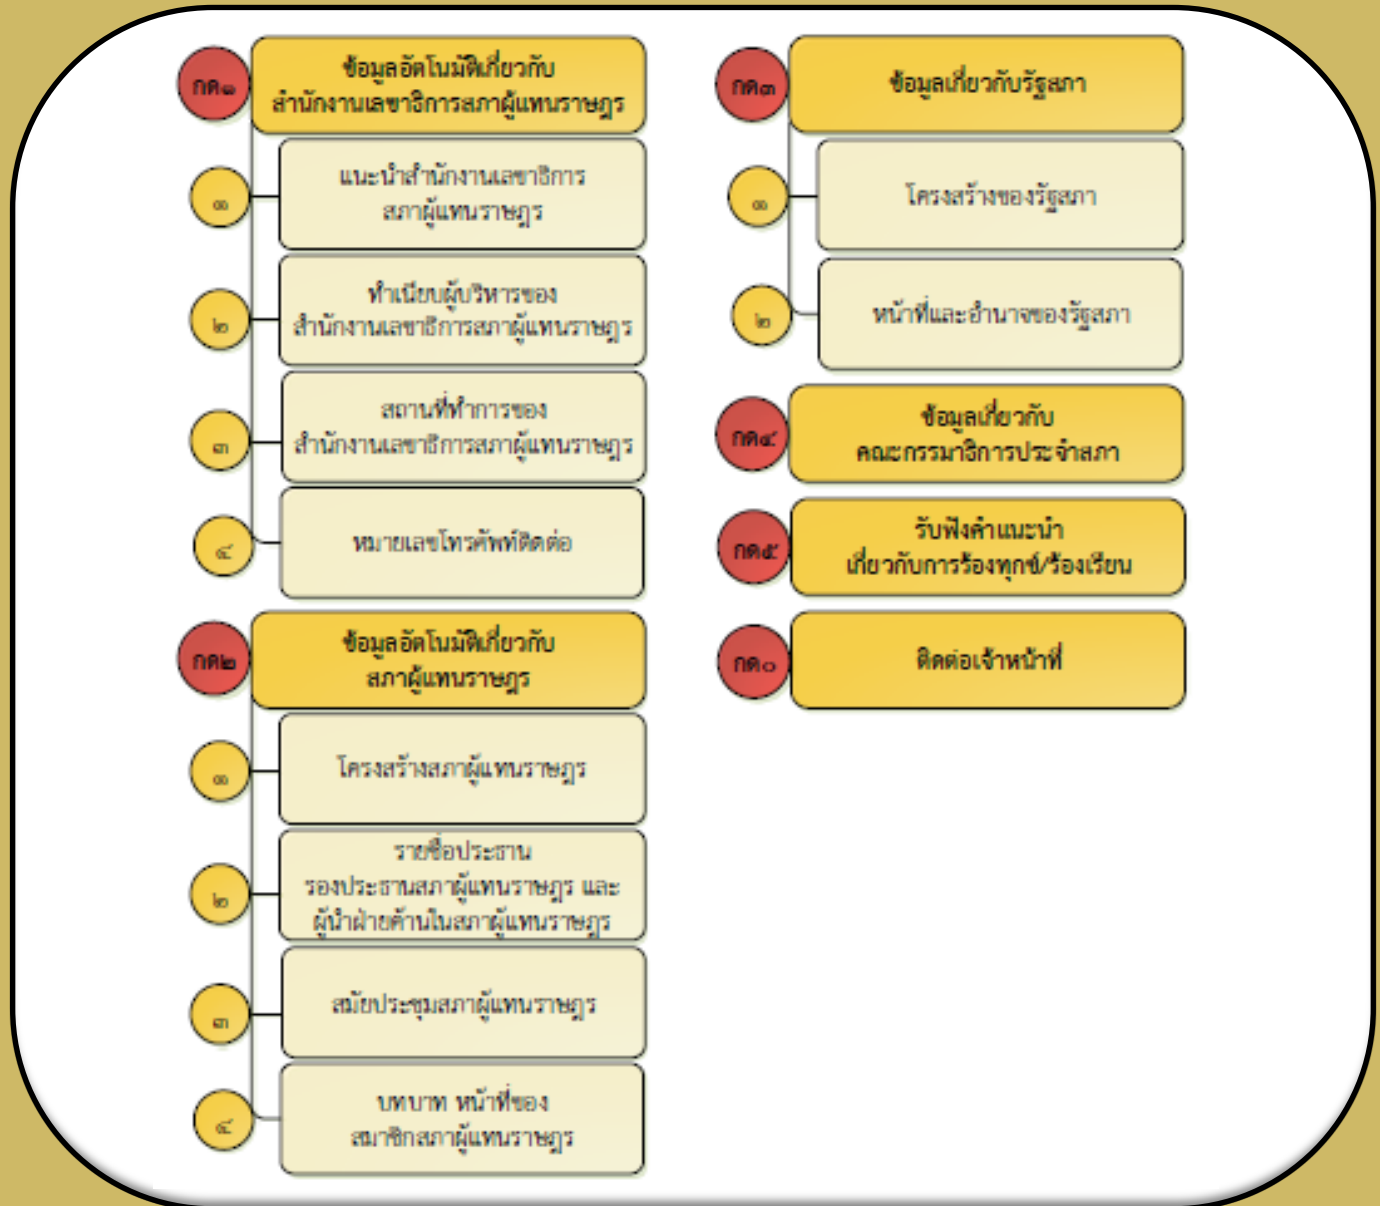 กด๑
ข้อมูลอัตโนมัติเกี่ยวกับ
สำนักงานเลขาธิการสภาผู้แทนราษฎร
๑
แนะนำสำนักงานเลขาธิการ
สภาผู้แทนราษฎร
๒
ทำเนียบผู้บริหารของ
สำนักงานเลขาธิการสภาผู้แทนราษฎร
๓
สถานที่ทำการของ
สำนักงานเลขาธิการสภาผู้แทนราษฎร
๔
หมายเลขโทรศัพท์ติดต่อ
กด๒
ข้อมูลอัตโนมัติเกี่ยวกับ
สภาผู้แทนราษฎร
๑
โครงสร้างสภาผู้แทนราษฎร
๒
รายชื่อประธาน
รองประธานสภาผู้แทนราษฎร และ
ผู้นำฝ่ายค้านในสภาผู้แทนราษฎร
๓
สมัยประชุมสภาผู้แทนราษฎร
๔
บทบาท หน้าที่ของ
สมาชิกสภาผู้แทนราษฎร
กด๓
ข้อมูลเกี่ยวกับรัฐสภา
๑
โครงสร้างของรัฐสภา
๒
หน้าที่และอำนาจของรัฐสภา
กด๔
ข้อมูลเกี่ยวกับ
คณะกรรมาธิการประจำสภา
กด๕
รับฟังคำแนะนำ
เกี่ยวกับการร้องทุกข์/ร้องเรียน
กด๐
ติดต่อเจ้าหน้าที่